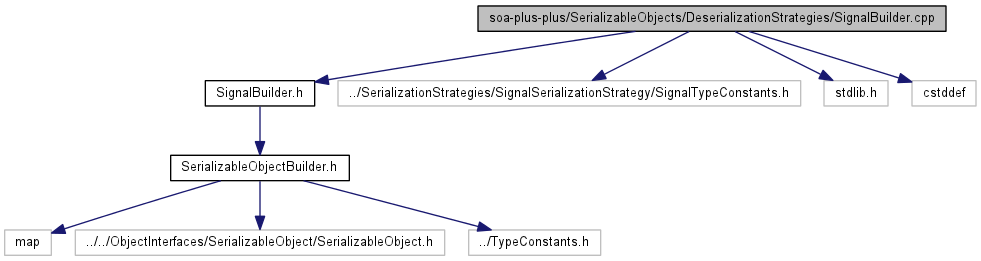 soa-plus-plus/SerializableObjects/DeserializationStrategies/SignalBuilder.cpp
SignalBuilder.h
../SerializationStrategies/SignalSerializationStrategy/SignalTypeConstants.h
stdlib.h
cstddef
SerializableObjectBuilder.h
map
../../ObjectInterfaces/SerializableObject/SerializableObject.h
../TypeConstants.h